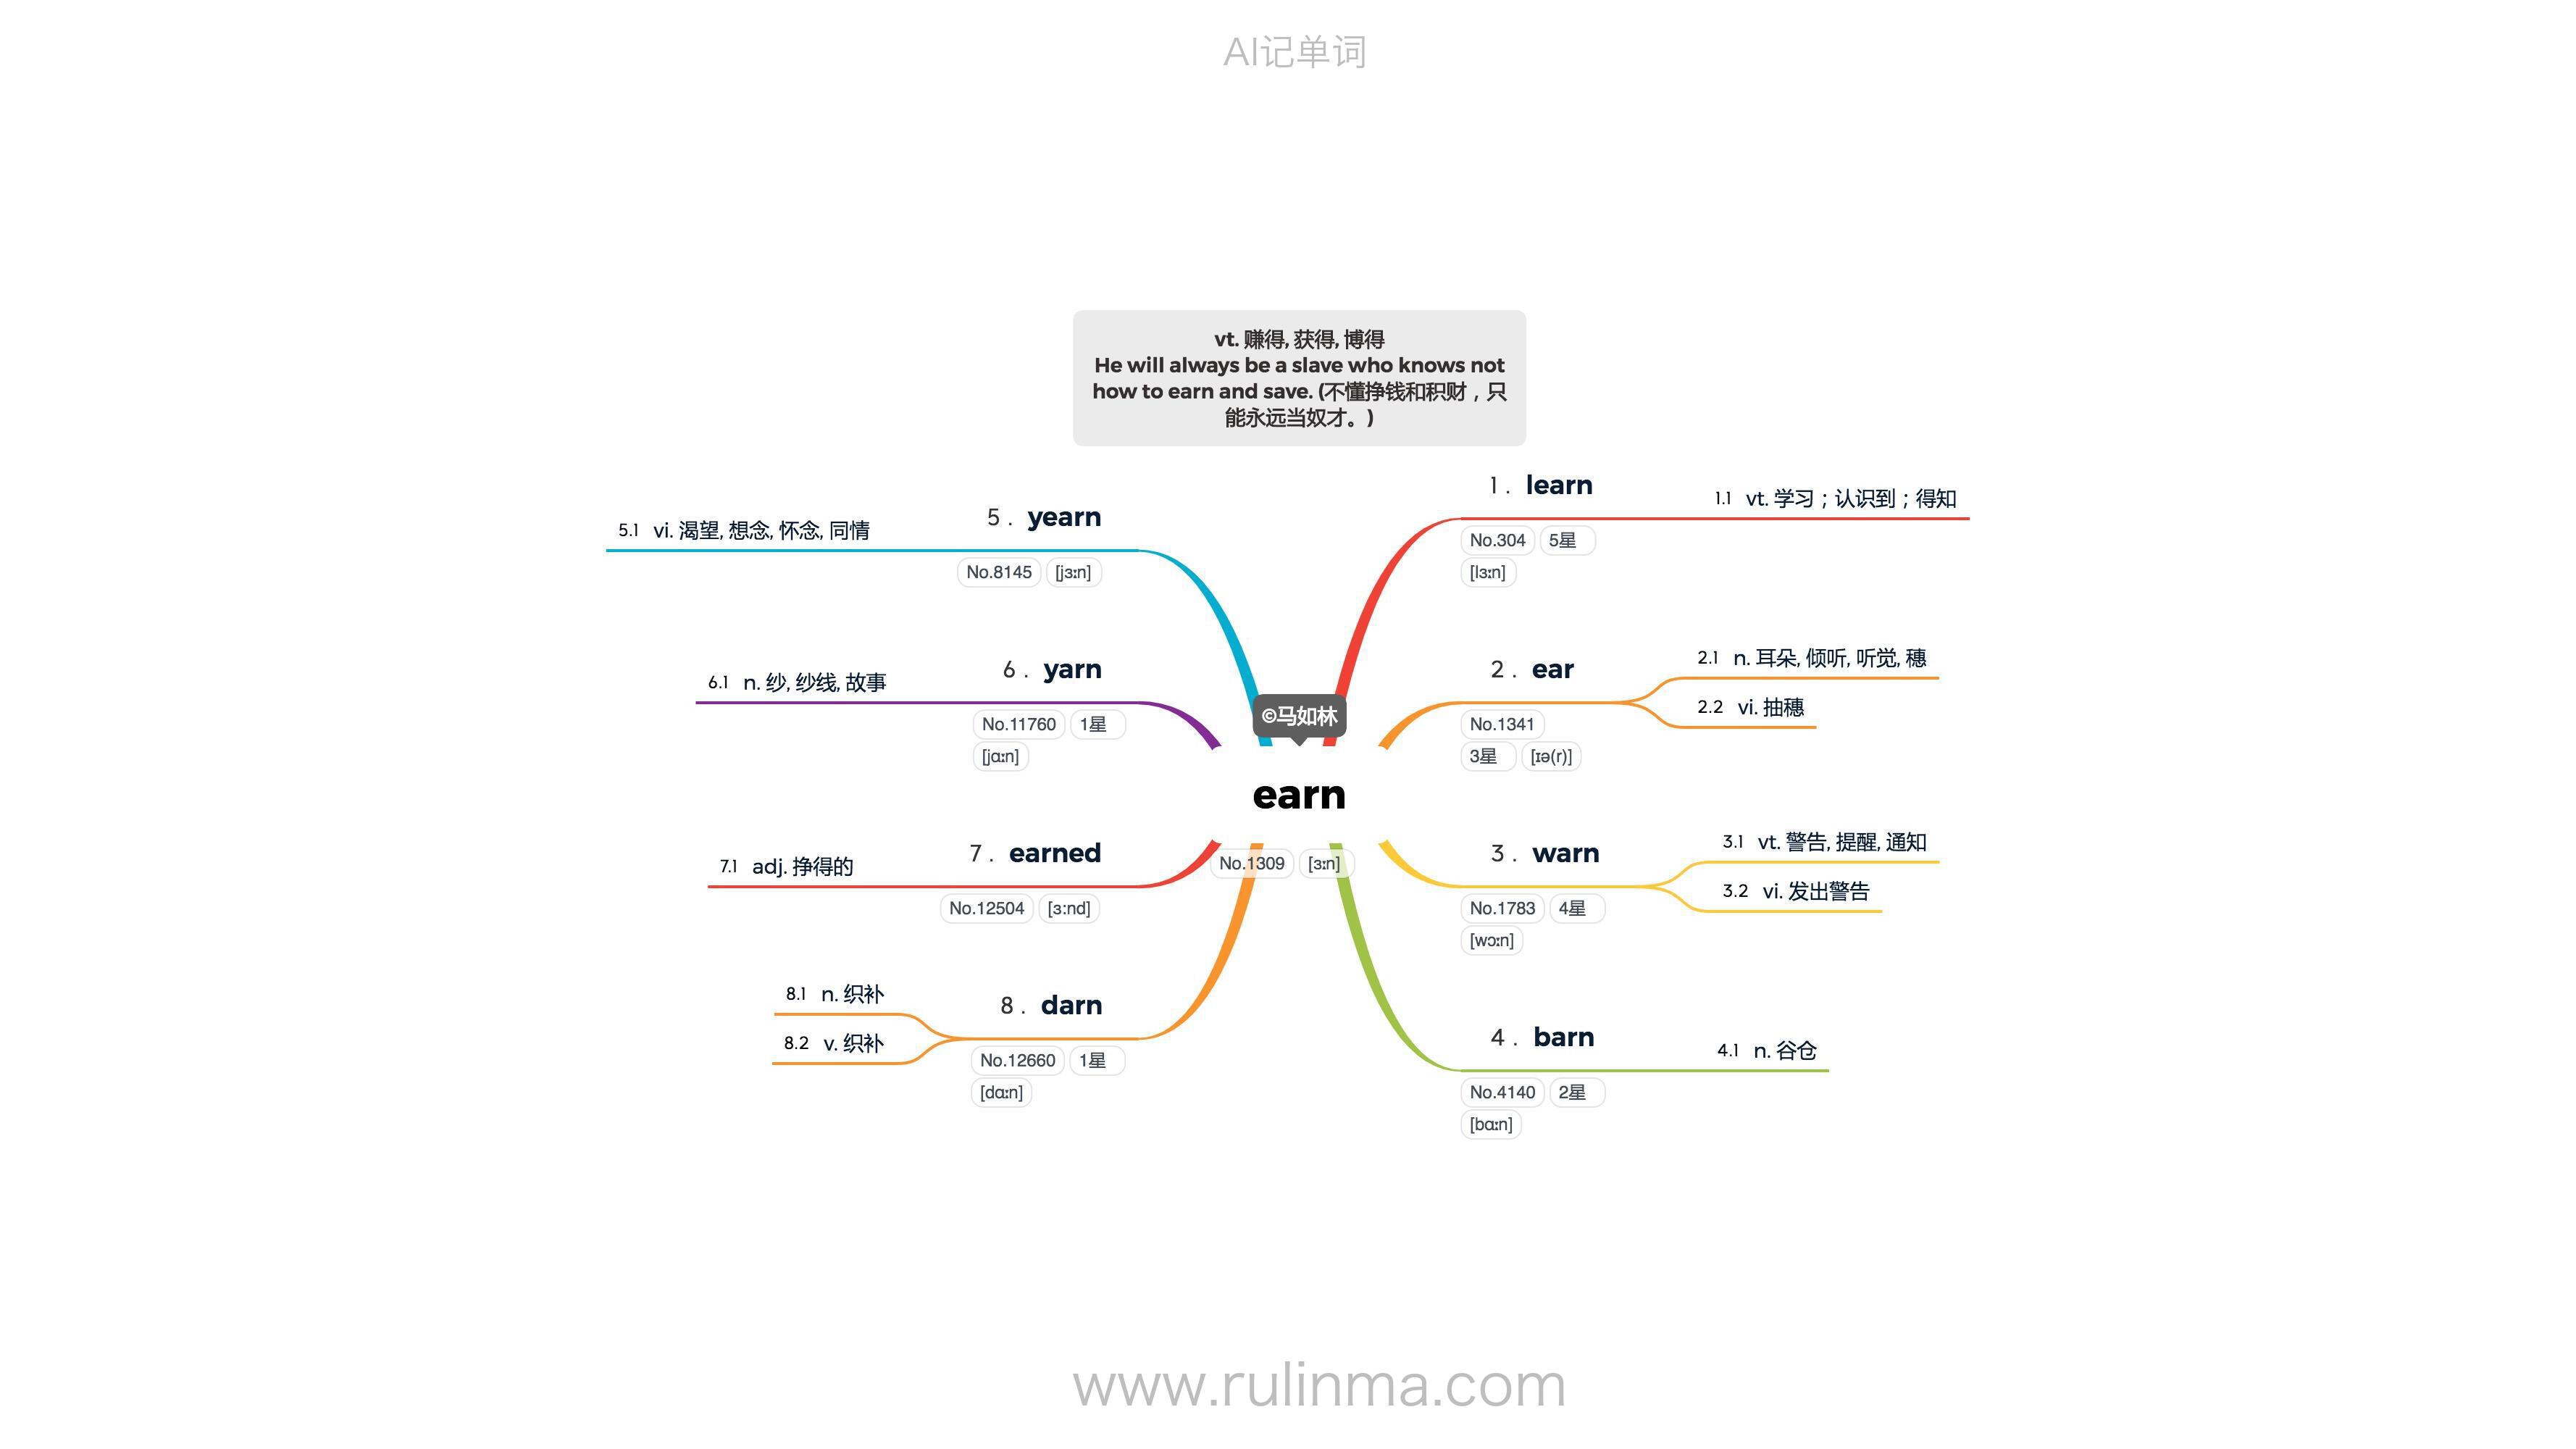 AI记单词
vt. 赚得, 获得, 博得
He will always be a slave who knows not
how to earn and save. (不懂挣钱和积财，只
能永远当奴才。)
©马如林
earn
No.1309 [ɜːn]
1. learn
No.304 5星
[lɜːn]
1.1 vt. 学习；认识到；得知
2. ear
No.1341
3星 [ɪə(r)]
2.1 n. 耳朵, 倾听, 听觉, 穗
2.2 vi. 抽穗
3. warn
No.1783 4星
[wɔːn]
3.1 vt. 警告, 提醒, 通知
3.2 vi. 发出警告
4. barn
No.4140 2星
[bɑːn]
4.1 n. 谷仓
5. yearn
No.8145 [jɜːn]
5.1 vi. 渴望, 想念, 怀念, 同情
6. yarn
No.11760 1星
[jɑːn]
6.1 n. 纱, 纱线, 故事
7. earned
No.12504 [ɜːnd]
7.1 adj. 挣得的
8. darn
No.12660 1星
[dɑːn]
8.1 n. 织补
8.2 v. 织补
www.rulinma.com